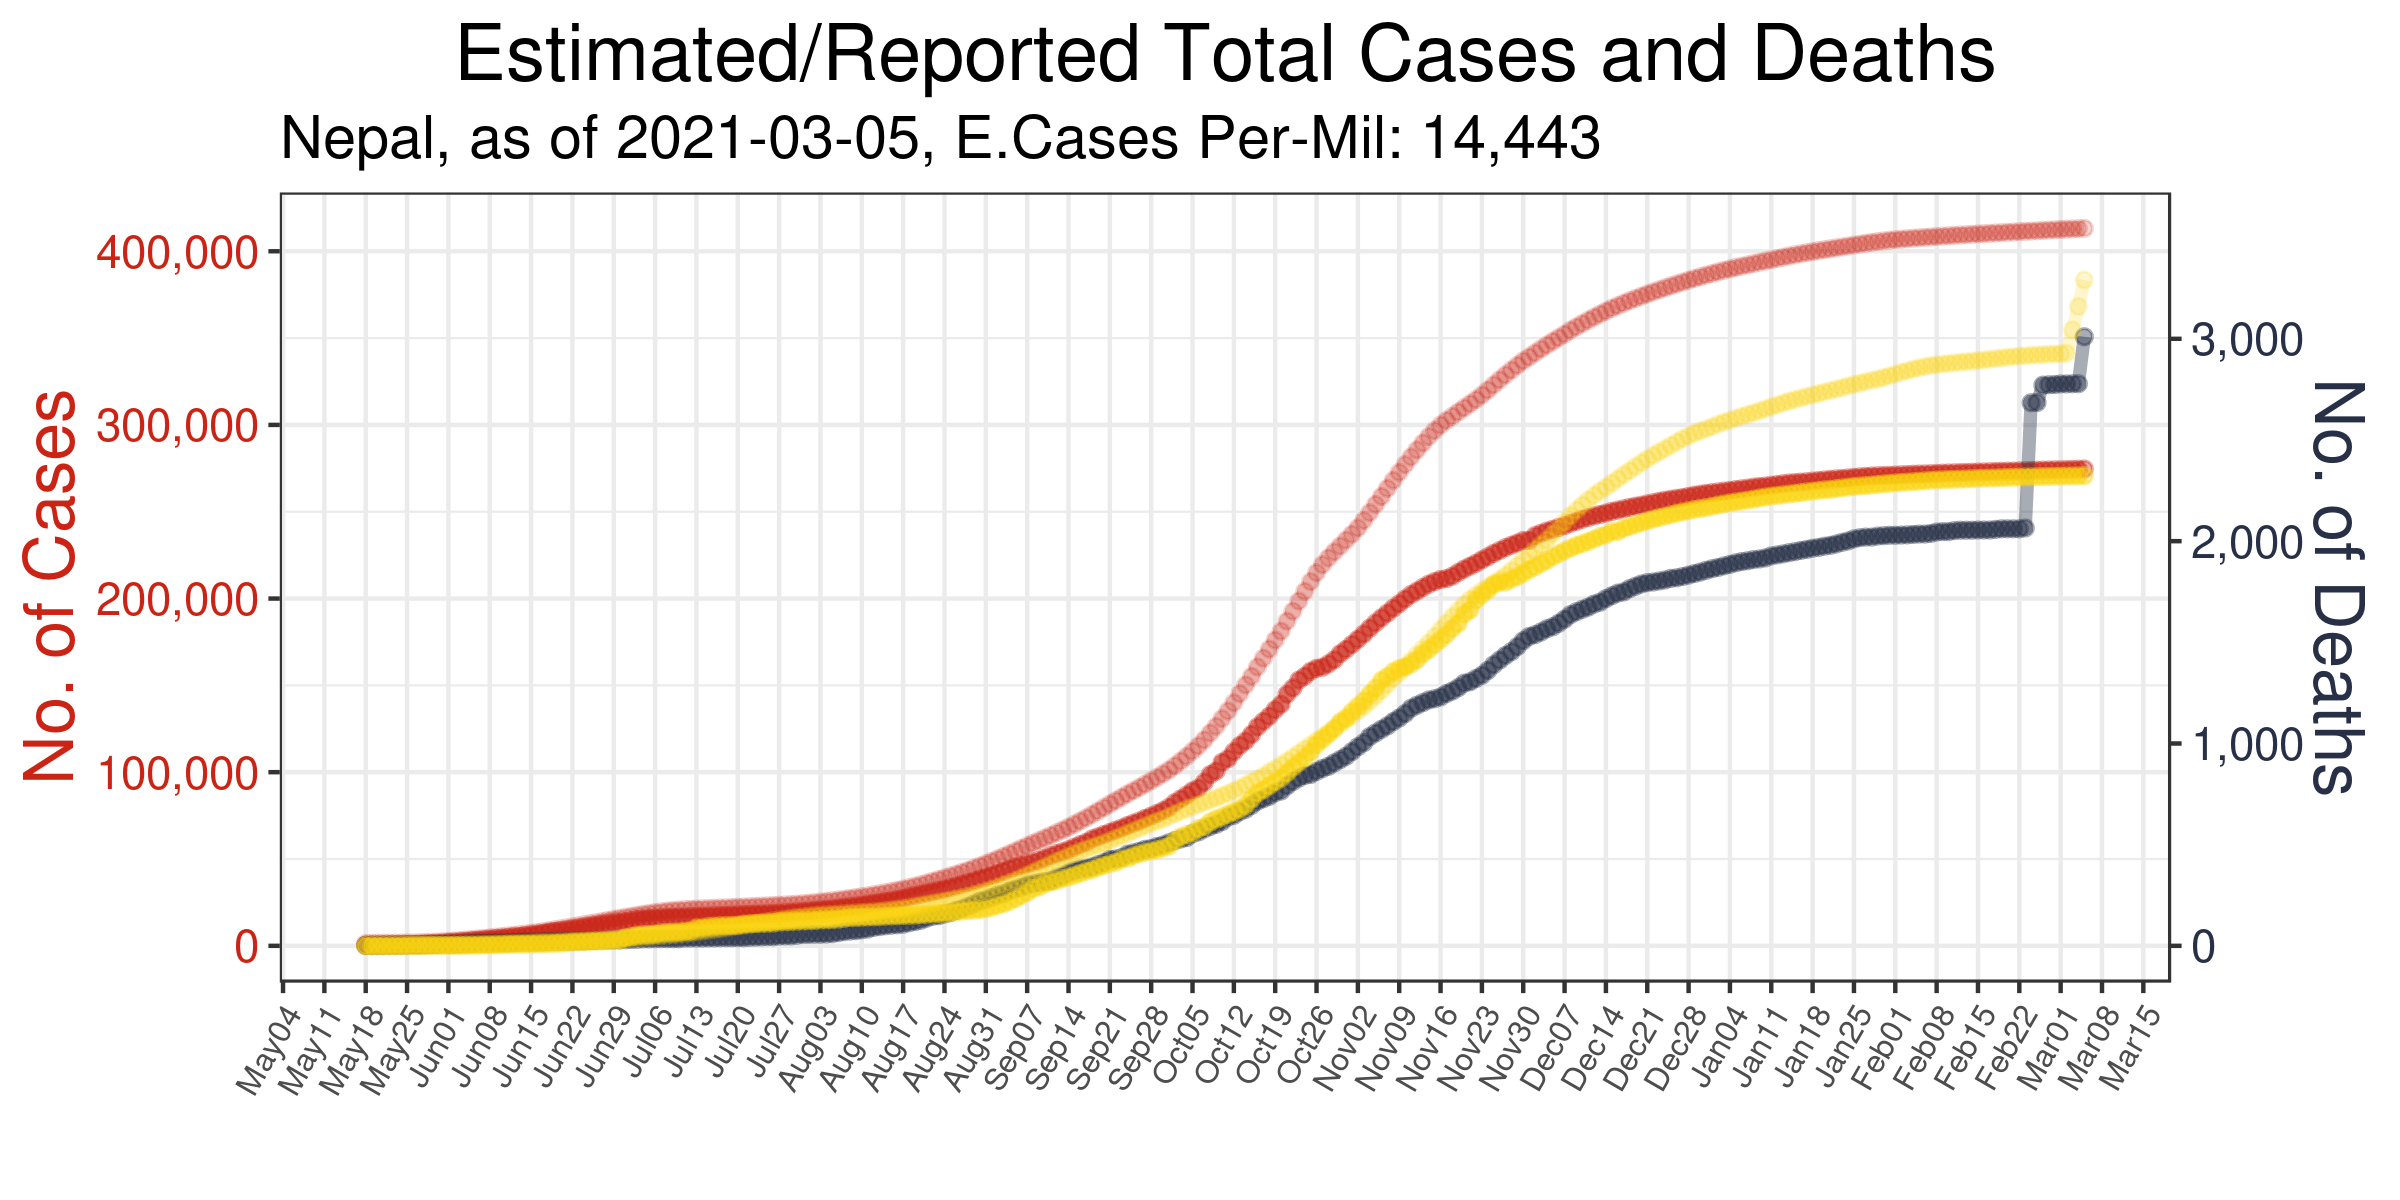 Estimated/Reported Total Cases and Deaths
Nepal, as of 2021-03-05, E.Cases Per-Mil: 14,443
No. of Cases
400,000
300,000
200,000
100,000
0
3,000
2,000
1,000
0
No. of Deaths
May04 May11 May18 May25 Jun01 Jun08 Jun15 Jun22 Jun29 Jul06 Jul13 Jul20 Jul27 Aug03 Aug10 Aug17 Aug24 Aug31 Sep07 Sep14 Sep21 Sep28 Oct05 Oct12 Oct19 Oct26 Nov02 Nov09 Nov16 Nov23 Nov30 Dec07 Dec14 Dec21 Dec28 Jan04 Jan11 Jan18 Jan25 Feb01 Feb08 Feb15 Feb22 Mar01 Mar08 Mar15